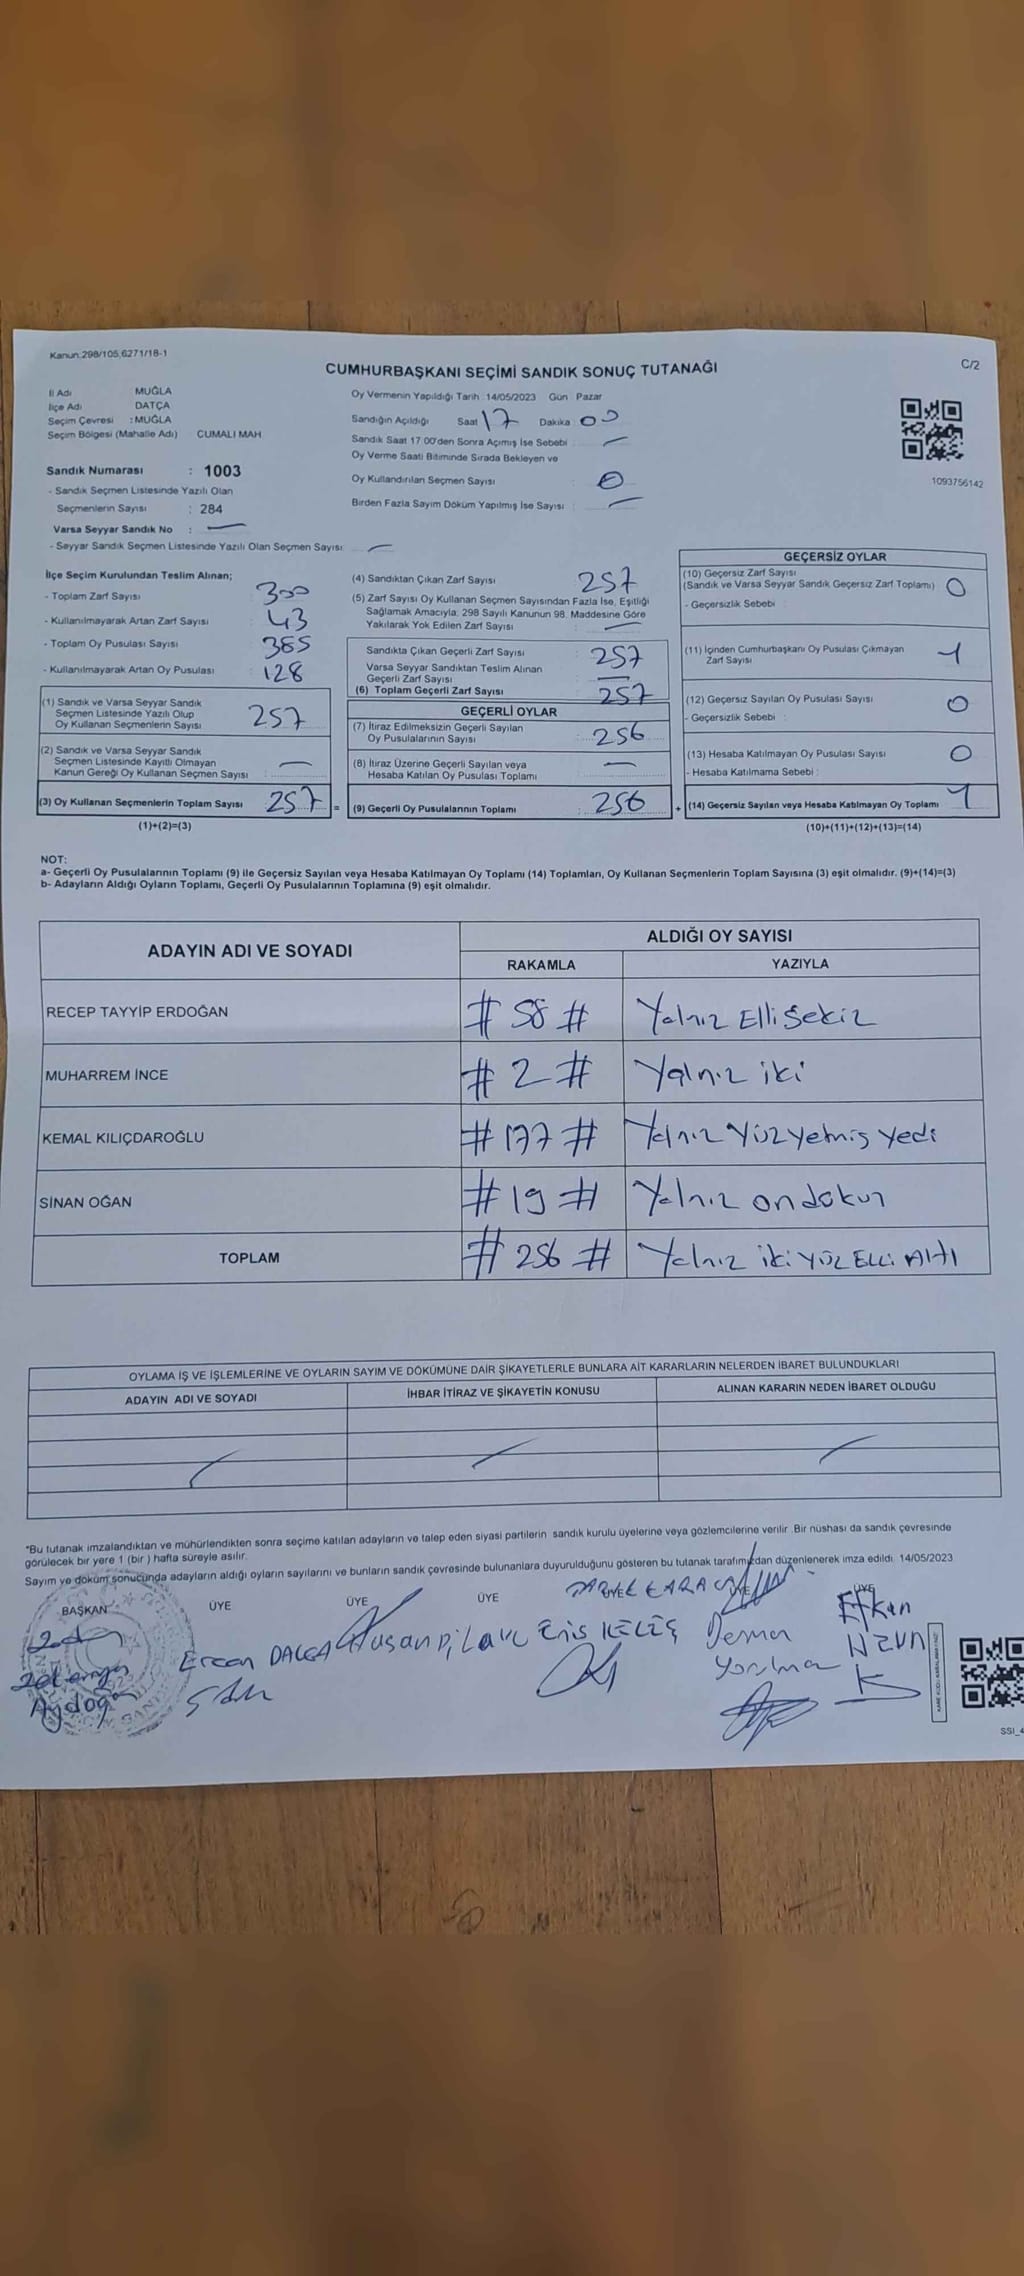 Kanun:298/105,6271/18-1
C/2
CUMHURBAŞKANI SEÇİMİ SANDIK SONUÇ TUTANAĞI
İl Adı MUĞLA
İlçe Adı DATÇA
Seçim Çevresi : MUĞLA
Seçim Bölgesi (Mahalle Adı) CUMALI MAH
Sandık Numarası : 1003
- Sandık Seçmen Listesinde Yazılı Olan
Seçmenlerin Sayısı : 284
Varsa Seyyar Sandık No : —
- Seyyar Sandık Seçmen Listesinde Yazılı Olan Seçmen Sayısı: —
Oy Vermenin Yapıldığı Tarih : 14/05/2023 Gün : Pazar
Sandığın Açıldığı Saat 17 Dakika 00
Sandık Saat 17:00'den Sonra Açımış İse Sebebi : —
Oy Verme Saati Bitiminde Sırada Bekleyen ve
Oy Kullandırılan Seçmen Sayısı : 0
Birden Fazla Sayım Döküm Yapılmış İse Sayısı : —
1093756142
İlçe Seçim Kurulundan Teslim Alınan;
- Toplam Zarf Sayısı : 300
- Kullanılmayarak Artan Zarf Sayısı : 43
- Toplam Oy Pusulası Sayısı : 385
- Kullanılmayarak Artan Oy Pusulası : 128
(1) Sandık ve Varsa Seyyar Sandık
Seçmen Listesinde Yazılı Olup
Oy Kullanan Seçmenlerin Sayısı : 257
(2) Sandık ve Varsa Seyyar Sandık
Seçmen Listesinde Kayıtlı Olmayan
Kanun Gereği Oy Kullanan Seçmen Sayısı : —
(3) Oy Kullanan Seçmenlerin Toplam Sayısı 257 =
(1)+(2)=(3)
(4) Sandıktan Çıkan Zarf Sayısı : 257
(5) Zarf Sayısı Oy Kullanan Seçmen Sayısından Fazla İse, Eşitliği
Sağlamak Amacıyla, 298 Sayılı Kanunun 98. Maddesine Göre
Yakılarak Yok Edilen Zarf Sayısı : —
Sandıkta Çıkan Geçerli Zarf Sayısı : 257
Varsa Seyyar Sandıktan Teslim Alınan
Geçerli Zarf Sayısı : —
(6) Toplam Geçerli Zarf Sayısı : 257
GEÇERLİ OYLAR
(7) İtiraz Edilmeksizin Geçerli Sayılan
Oy Pusulalarının Sayısı : 256
(8) İtiraz Üzerine Geçerli Sayılan veya
Hesaba Katılan Oy Pusulası Toplamı : —
(9) Geçerli Oy Pusulalarının Toplamı : 256 +
GEÇERSİZ OYLAR
(10) Geçersiz Zarf Sayısı
(Sandık ve Varsa Seyyar Sandık Geçersiz Zarf Toplamı) : 0
- Geçersizlik Sebebi :
(11) İçinden Cumhurbaşkanı Oy Pusulası Çıkmayan
Zarf Sayısı : 1
(12) Geçersiz Sayılan Oy Pusulası Sayısı : 0
- Geçersizlik Sebebi :
(13) Hesaba Katılmayan Oy Pusulası Sayısı : 0
- Hesaba Katılmama Sebebi :
(14) Geçersiz Sayılan veya Hesaba Katılmayan Oy Toplamı : 1
(10)+(11)+(12)+(13)=(14)
NOT:
a- Geçerli Oy Pusulalarının Toplamı (9) ile Geçersiz Sayılan veya Hesaba Katılmayan Oy Toplamı (14) Toplamları, Oy Kullanan Seçmenlerin Toplam Sayısına (3) eşit olmalıdır. (9)+(14)=(3)
b- Adayların Aldığı Oyların Toplamı, Geçerli Oy Pusulalarının Toplamına (9) eşit olmalıdır.
ADAYIN ADI VE SOYADI
ALDIĞI OY SAYISI
RAKAMLA YAZIYLA
RECEP TAYYİP ERDOĞAN # 58 # Yalnız Elli Sekiz
MUHARREM İNCE # 2 # Yalnız iki
KEMAL KILIÇDAROĞLU # 177 # Yalnız Yüz yetmiş yedi
SİNAN OĞAN # 19 # Yalnız on dokuz
TOPLAM # 256 # Yalnız iki YÜZ ELLi Altı
OYLAMA İŞ VE İŞLEMLERİNE VE OYLARIN SAYIM VE DÖKÜMÜNE DAİR ŞİKAYETLERLE BUNLARA AİT KARARLARIN NELERDEN İBARET BULUNDUKLARI
ADAYIN ADI VE SOYADI İHBAR İTİRAZ VE ŞİKAYETİN KONUSU ALINAN KARARIN NEDEN İBARET OLDUĞU
"Bu tutanak imzalandıktan ve mühürlendikten sonra seçime katılan adayların ve talep eden siyasi partilerin sandık kurulu üyelerine veya gözlemcilerine verilir. Bir nüshası da sandık çevresinde
görülecek bir yere 1 (bir) hafta süreyle asılır.
Sayım ve döküm sonucunda adayların aldığı oyların sayılarını ve bunların sandık çevresinde bulunanlara duyurulduğunu gösteren bu tutanak tarafımızdan düzenlenerek imza edildi. 14/05/2023
BAŞKAN ÜYE ÜYE ÜYE ÜYE ÜYE
Ercan DALGA
Enis KELEŞ
Aydoğan
Erkan
UZUN